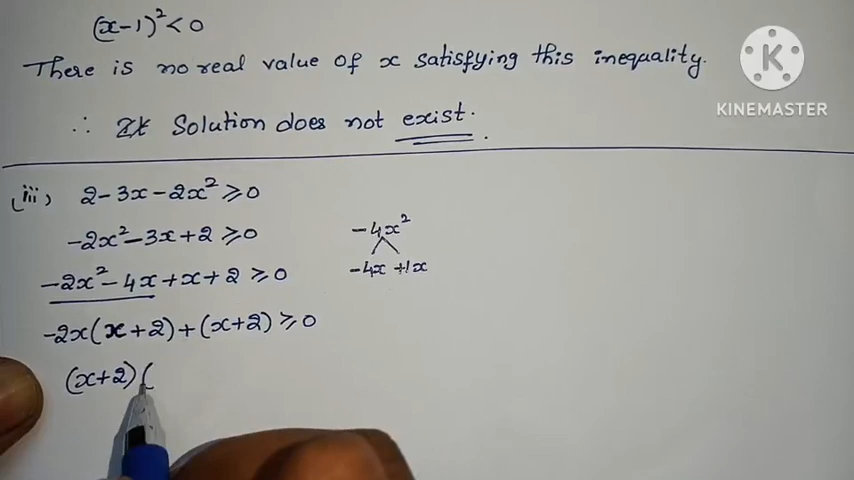 (x-1)² < 0
There is no real value of x satisfying this inequality.
K
KINEMASTER
∴ Solution does not exist.
(iii) 2 - 3x - 2x² ≥ 0
-2x² - 3x + 2 ≥ 0
-4x²
-4x +1x
-2x² - 4x + x + 2 ≥ 0
-2x(x+2) + (x+2) ≥ 0
(x+2)(